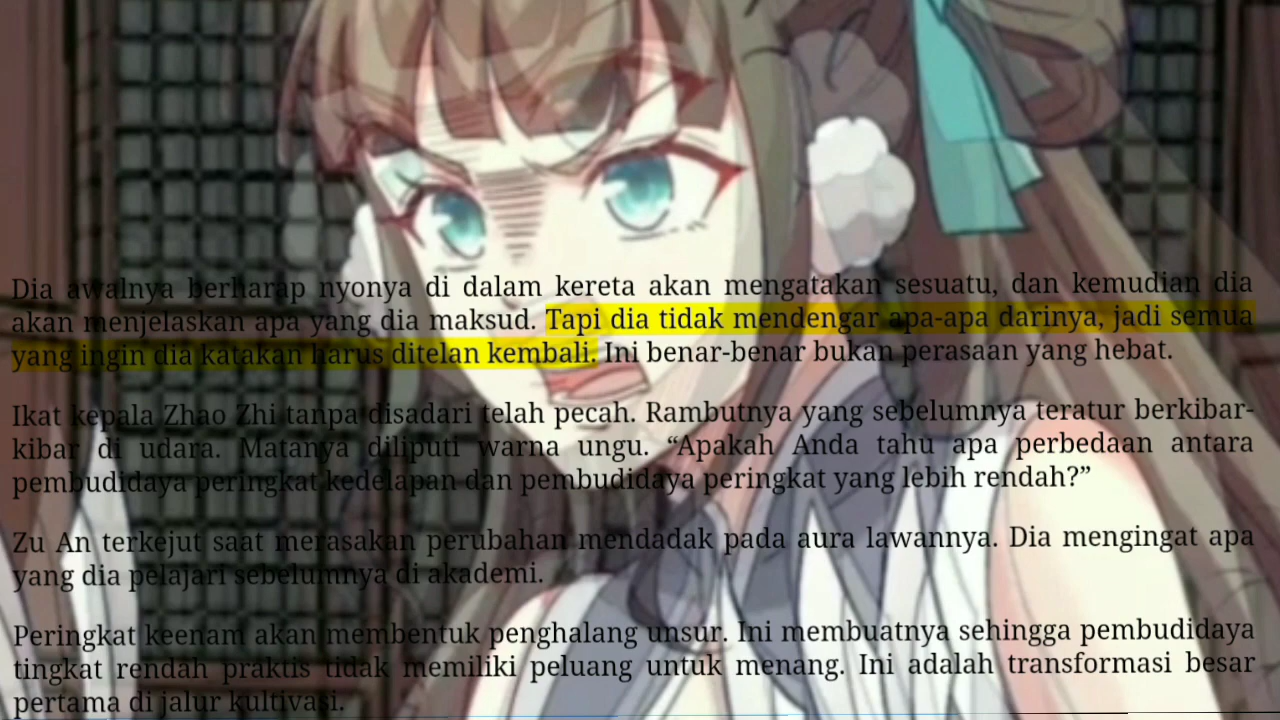 Dia awalnya berharap nyonya di dalam kereta akan mengatakan sesuatu, dan kemudian dia
akan menjelaskan apa yang dia maksud. Tapi dia tidak mendengar apa-apa darinya, jadi semua
yang ingin dia katakan harus ditelan kembali. Ini benar-benar bukan perasaan yang hebat.
Ikat kepala Zhao Zhi tanpa disadari telah pecah. Rambutnya yang sebelumnya teratur berkibar-
kibar di udara. Matanya diliputi warna ungu. “Apakah Anda tahu apa perbedaan antara
pembudidaya peringkat kedelapan dan pembudidaya peringkat yang lebih rendah?”
Zu An terkejut saat merasakan perubahan mendadak pada aura lawannya. Dia mengingat apa
yang dia pelajari sebelumnya di akademi.
Peringkat keenam akan membentuk penghalang unsur. Ini membuatnya sehingga pembudidaya
tingkat rendah praktis tidak memiliki peluang untuk menang. Ini adalah transformasi besar
pertama di jalur kultivasi.